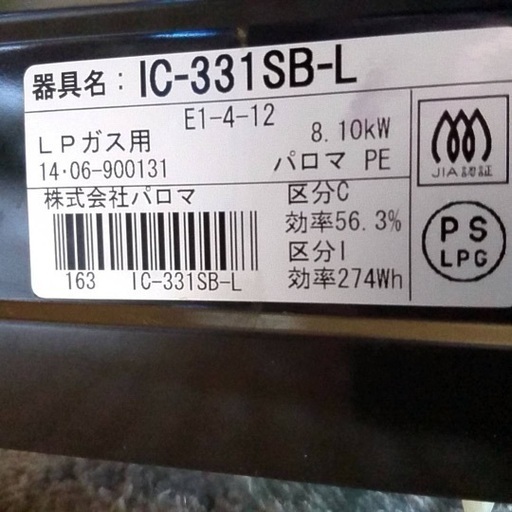 器具名：IC-331SB-L
E1-4-12
LPガス用 8.10kW
14・06-900131 パロマ PE
株式会社パロマ 区分C
効率56.3%
区分I
163 IC-331SB-L 効率274Wh
JIA認証
PS
LPG